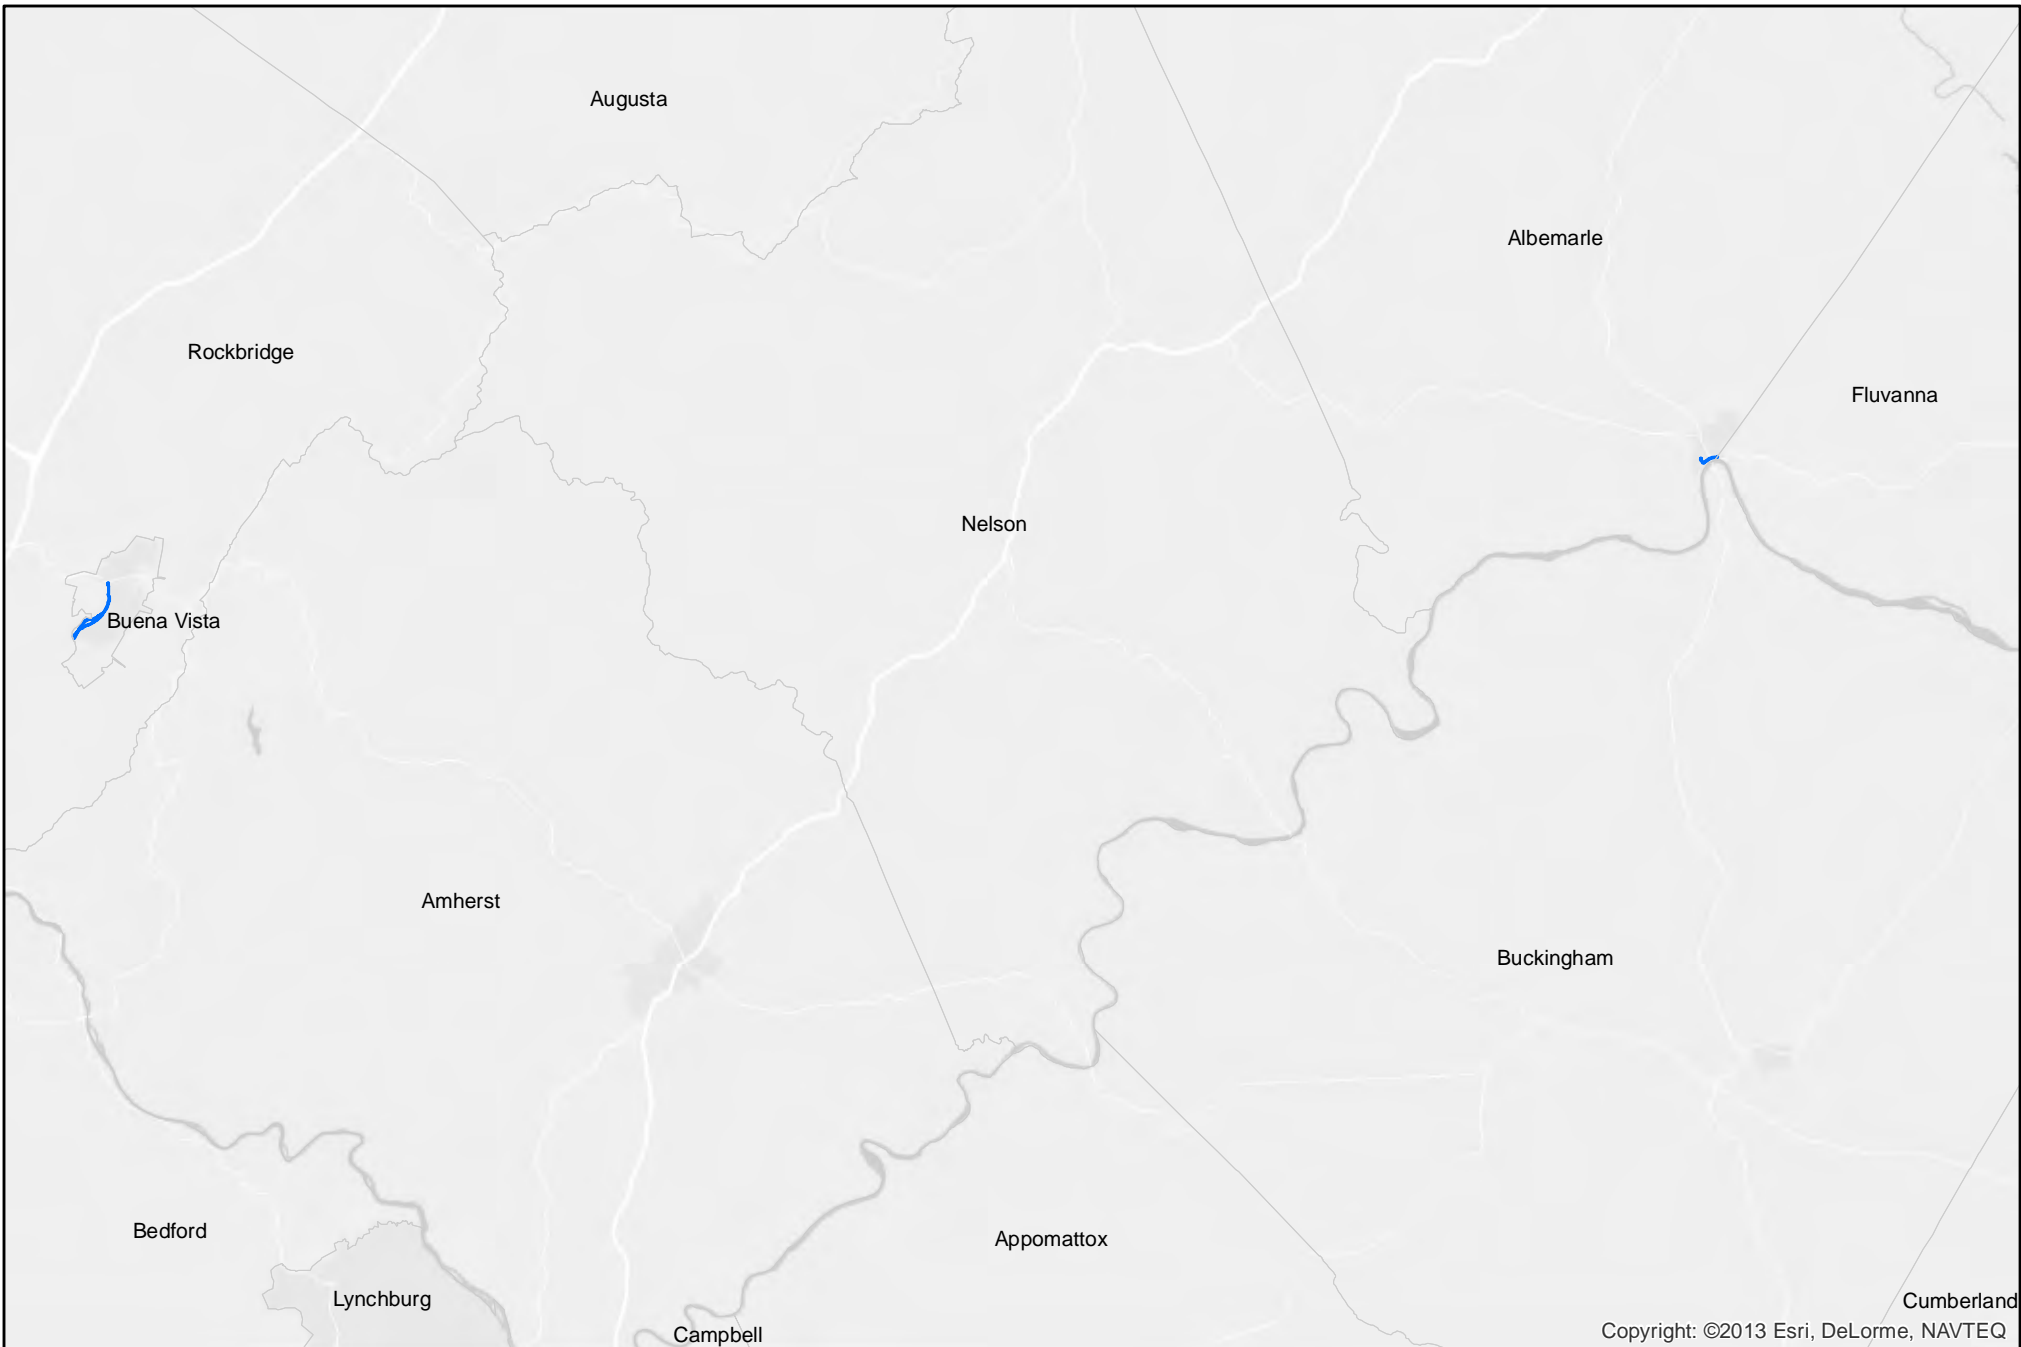 Augusta
Albemarle
Rockbridge
Fluvanna
Nelson
Buena Vista
Amherst
Buckingham
Bedford
Appomattox
Lynchburg
Cumberland
Campbell
Copyright: ©2013 Esri, DeLorme, NAVTEQ